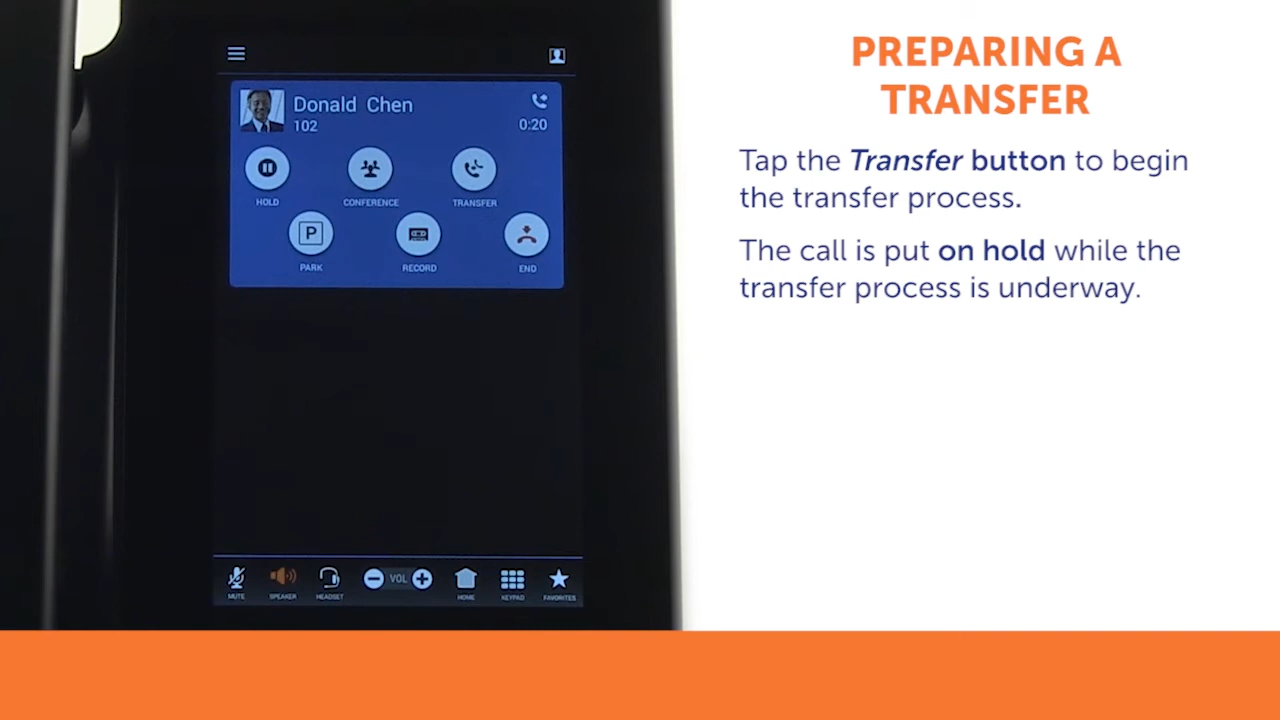 Donald Chen
102
0:20
HOLD
CONFERENCE
TRANSFER
P
PARK
RECORD
END
MUTE
SPEAKER
HEADSET
VOL
HOME
KEYPAD
FAVORITES
PREPARING A
TRANSFER
Tap the Transfer button to begin
the transfer process.
The call is put on hold while the
transfer process is underway.